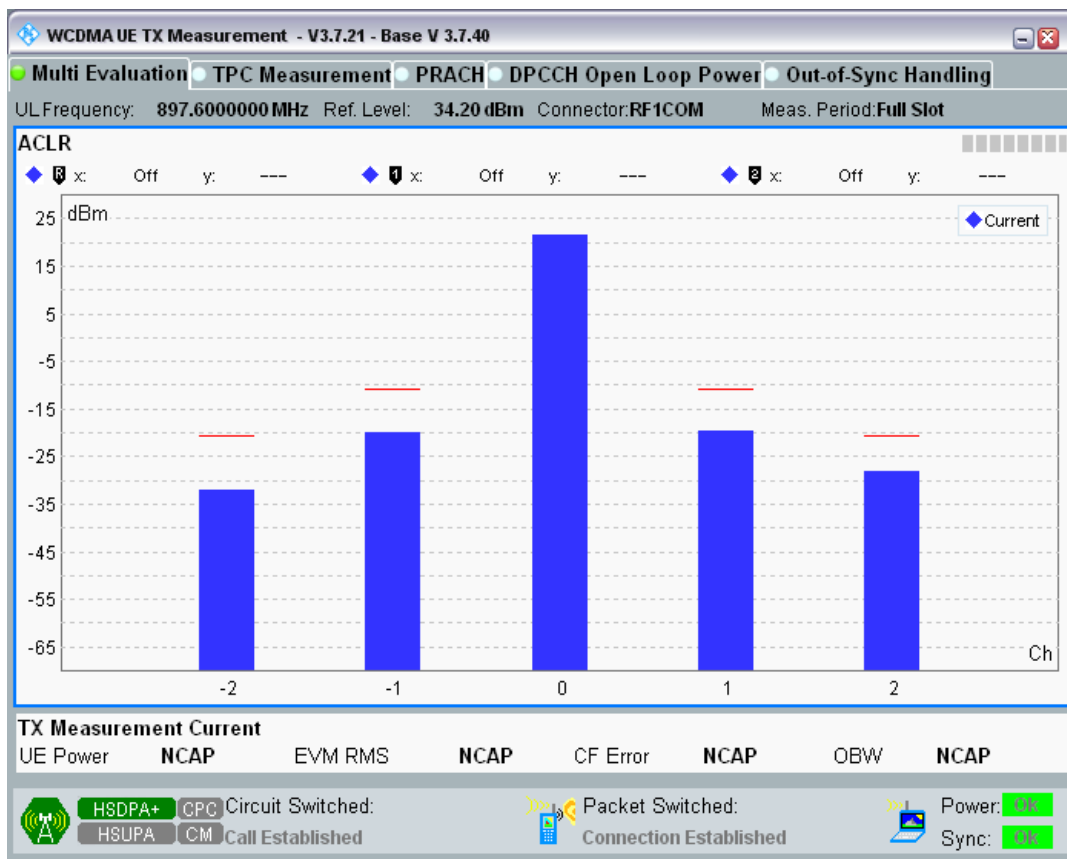 WCDMA UE TX Measurement - V3.7.21 - Base V 3.7.40
Multi Evaluation TPC Measurement PRACH DPCCH Open Loop Power Out-of-Sync Handling
UL Frequency: 897.6000000 MHz Ref. Level: 34.20 dBm Connector:RF1COM Meas. Period:Full Slot
ACLR
R x: Off y: --- 1 x: Off y: --- 2 x: Off y: ---
dBm
Current
25
15
5
-5
-15
-25
-35
-45
-55
-65
Ch
-2 -1 0 1 2
TX Measurement Current
UE Power NCAP EVM RMS NCAP CF Error NCAP OBW NCAP
HSDPA+ CPC Circuit Switched: Packet Switched: Power: OK
HSUPA CM Call Established Connection Established Sync: OK